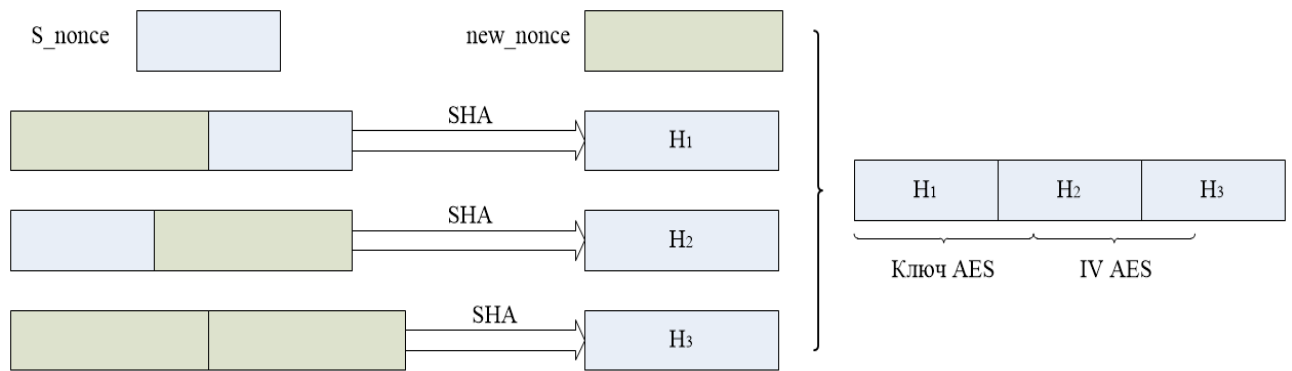 S_nonce
new_nonce
SHA
H1
H1
H2
H3
SHA
H2
Ключ AES
IV AES
SHA
H3